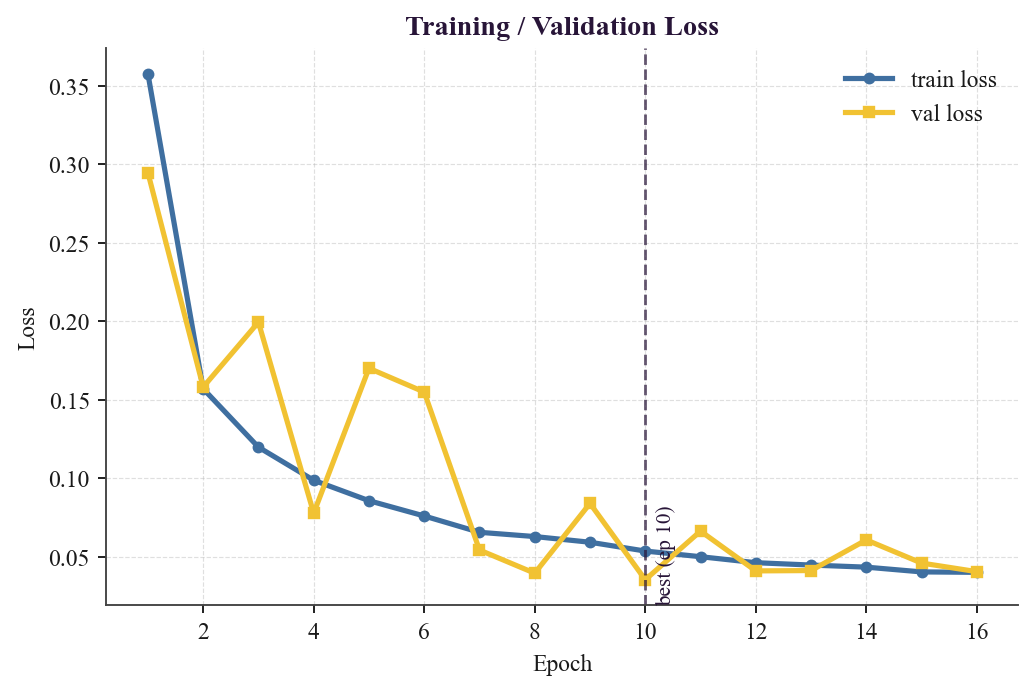 Training / Validation Loss
train loss
val loss
0.35
0.30
0.25
0.20
0.15
0.10
0.05
Loss
best (ep 10)
2 4 6 8 10 12 14 16
Epoch